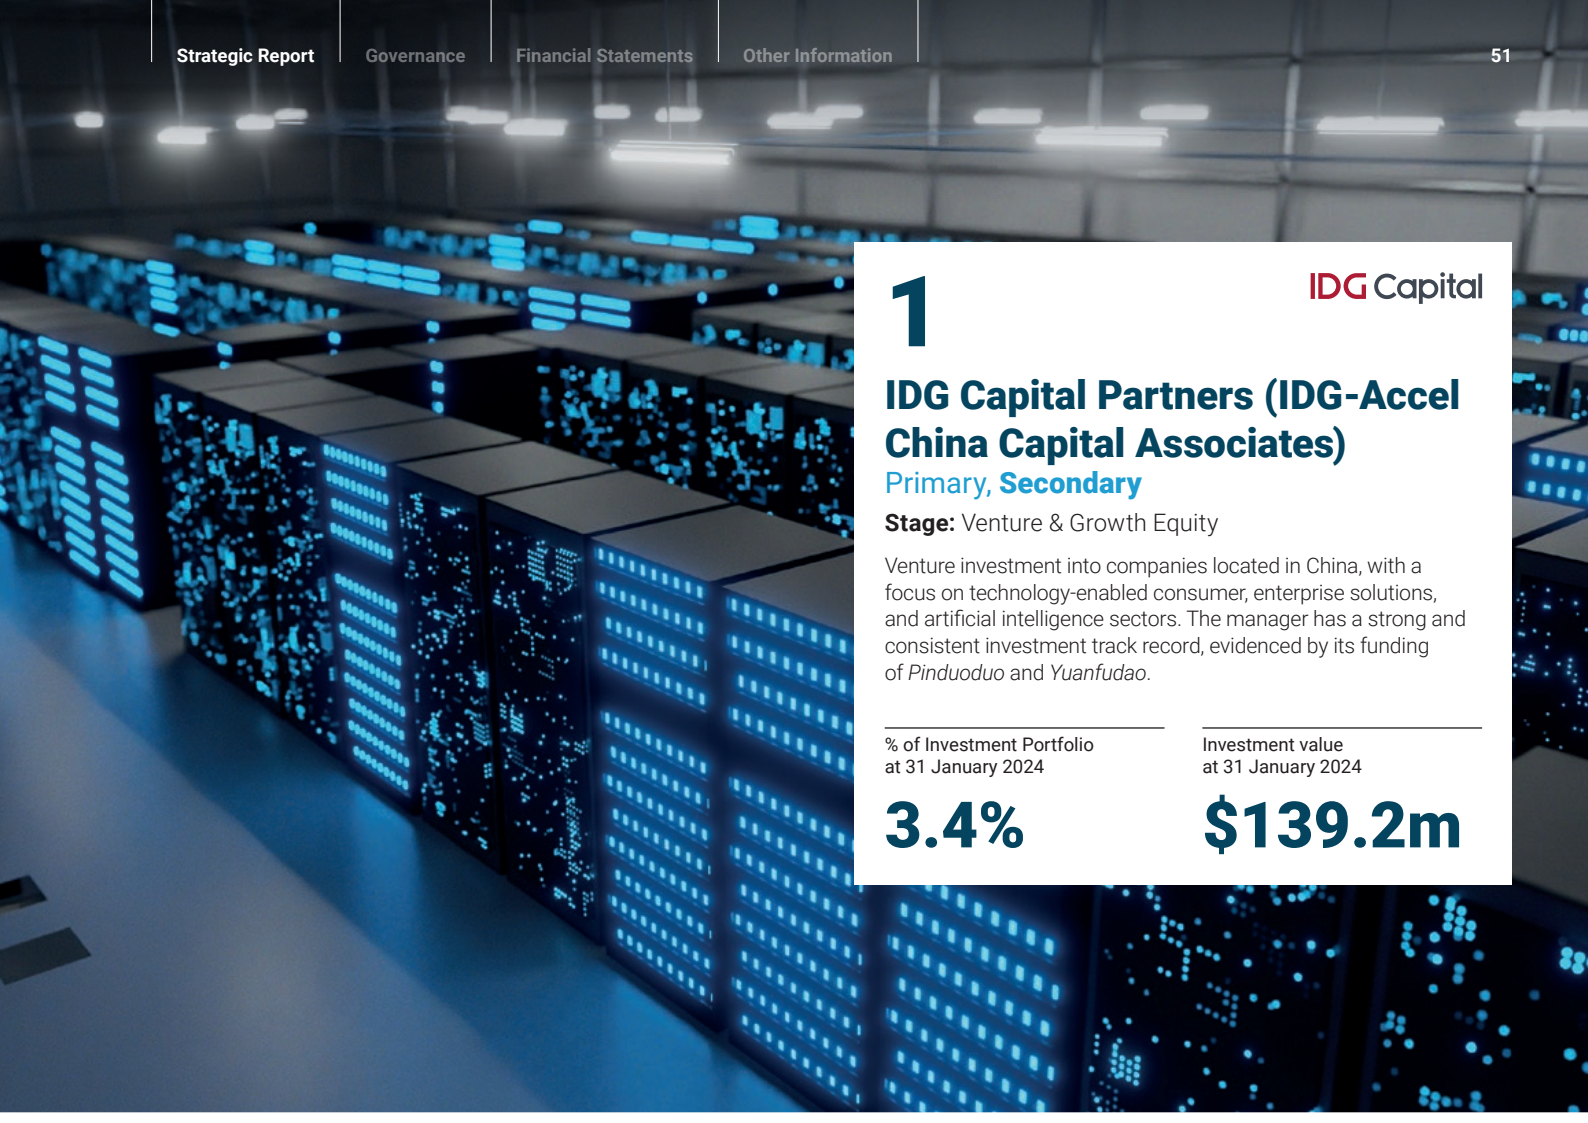 Strategic Report
Governance
Financial Statements
Other Information
51
1
IDG Capital
IDG Capital Partners (IDG-Accel
China Capital Associates)
Primary, Secondary
Stage: Venture & Growth Equity
Venture investment into companies located in China, with a
focus on technology-enabled consumer, enterprise solutions,
and artificial intelligence sectors. The manager has a strong and
consistent investment track record, evidenced by its funding
of Pinduoduo and Yuanfudao.
% of Investment Portfolio
at 31 January 2024
3.4%
Investment value
at 31 January 2024
$139.2m